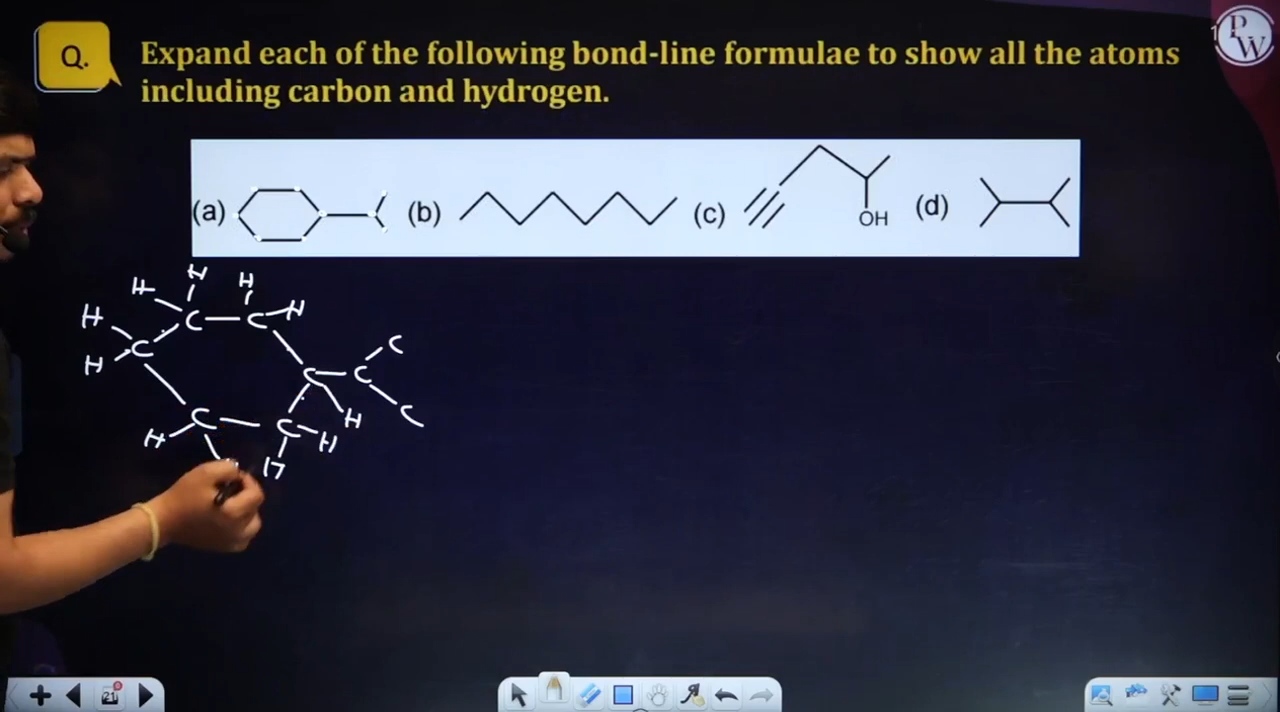 Q.
Expand each of the following bond-line formulae to show all the atoms
including carbon and hydrogen.
PW
(a) (b) (c) OH (d)
H H H
H C C H
H C C
C C
H
H C C H
H
21